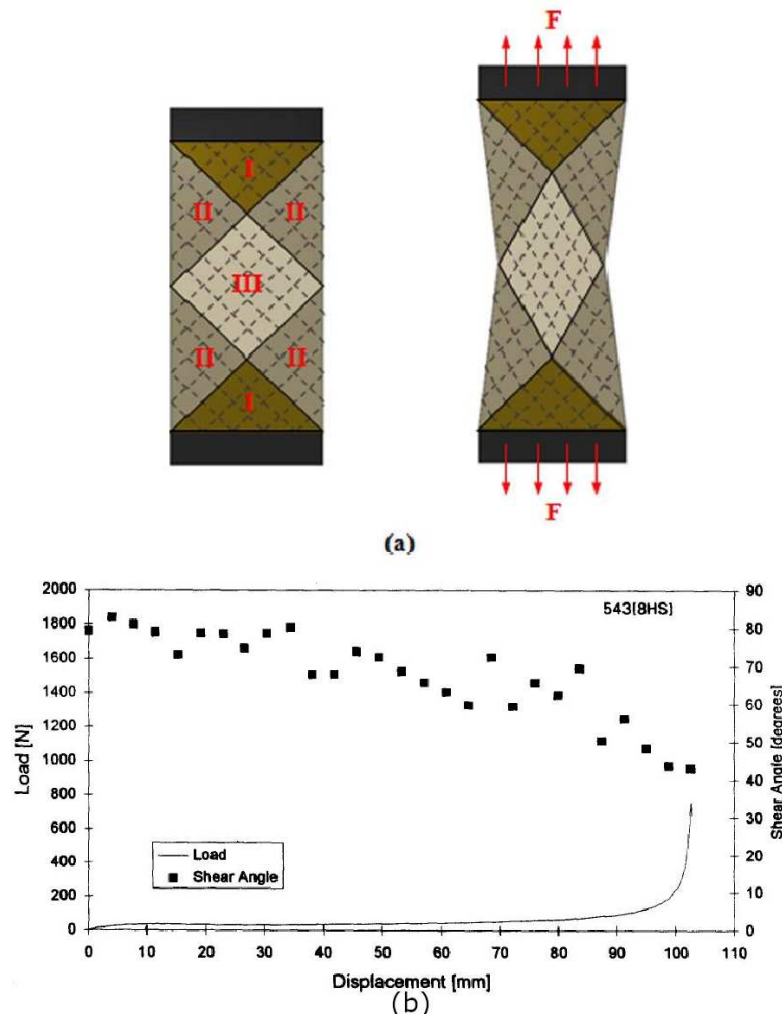 F
I
II II
III
II II
I
F
(a)
543[8HS]
Load [N]
2000
1800
1600
1400
1200
1000
800
600
400
200
0
Load
Shear Angle
Shear Angle [degrees]
90
80
70
60
50
40
30
20
10
0
0 10 20 30 40 50 60 70 80 90 100 110
Displacement [mm]
(b)